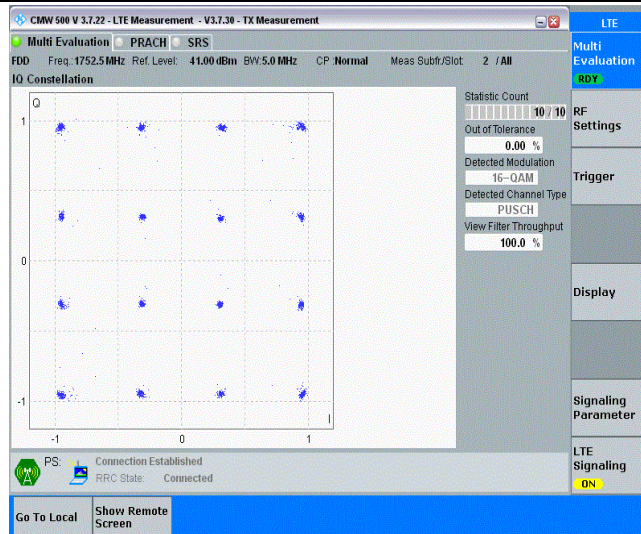 CMW 500 V 3.7.22 - LTE Measurement - V3.7.30 - TX Measurement
LTE
Multi Evaluation PRACH SRS
Multi
Evaluation
RDY
FDD Freq.: 1752.5 MHz Ref. Level: 41.00 dBm BW: 5.0 MHz CP : Normal Meas Subfr/Slot: 2 / All
IQ Constellation
Q
1
0
-1
-1 0 1
I
Statistic Count
10 / 10
Out of Tolerance
0.00 %
Detected Modulation
16-QAM
Detected Channel Type
PUSCH
View Filter Throughput
100.0 %
RF
Settings
Trigger
Display
Signaling
Parameter
LTE
Signaling
ON
PS: Connection Established
RRC State: Connected
Go To Local
Show Remote
Screen